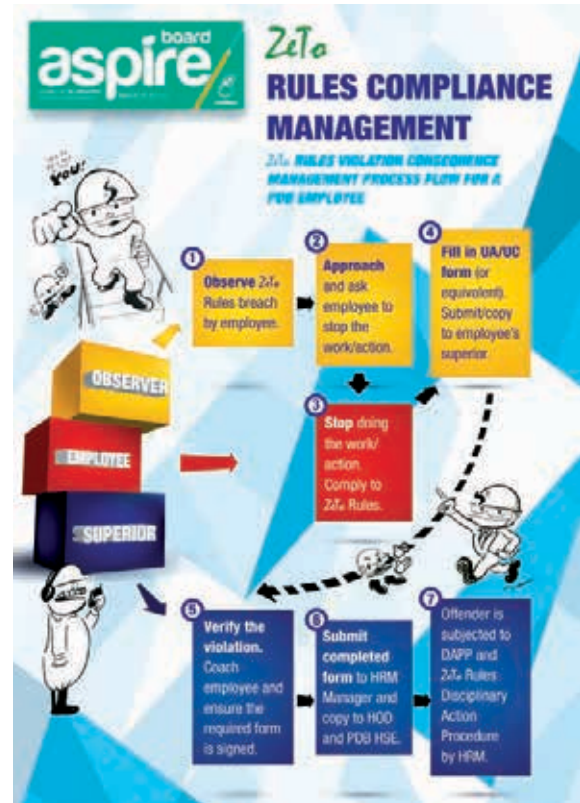 board
aspire
ZeTo
RULES COMPLIANCE
MANAGEMENT
ZeTo RULES VIOLATION CONSEQUENCE
MANAGEMENT PROCESS FLOW FOR A
PDB EMPLOYEE
YOU!
1
Observe ZeTo
Rules breach
by employee.
2
Approach
and ask
employee to
stop the
work/action.
3
Stop doing
the work/
action.
Comply to
ZeTo Rules.
4
Fill in UA/UC
form (or
equivalent).
Submit/copy
to employee's
superior.
OBSERVER
EMPLOYEE
SUPERIOR
5
Verify the
violation.
Coach
employee and
ensure the
required form
is signed.
6
Submit
completed
form to HRM
Manager and
copy to HOD
and PDB HSE.
7
Offender is
subjected to
DAPP and
ZeTo Rules
Disciplinary
Action
Procedure
by HRM.